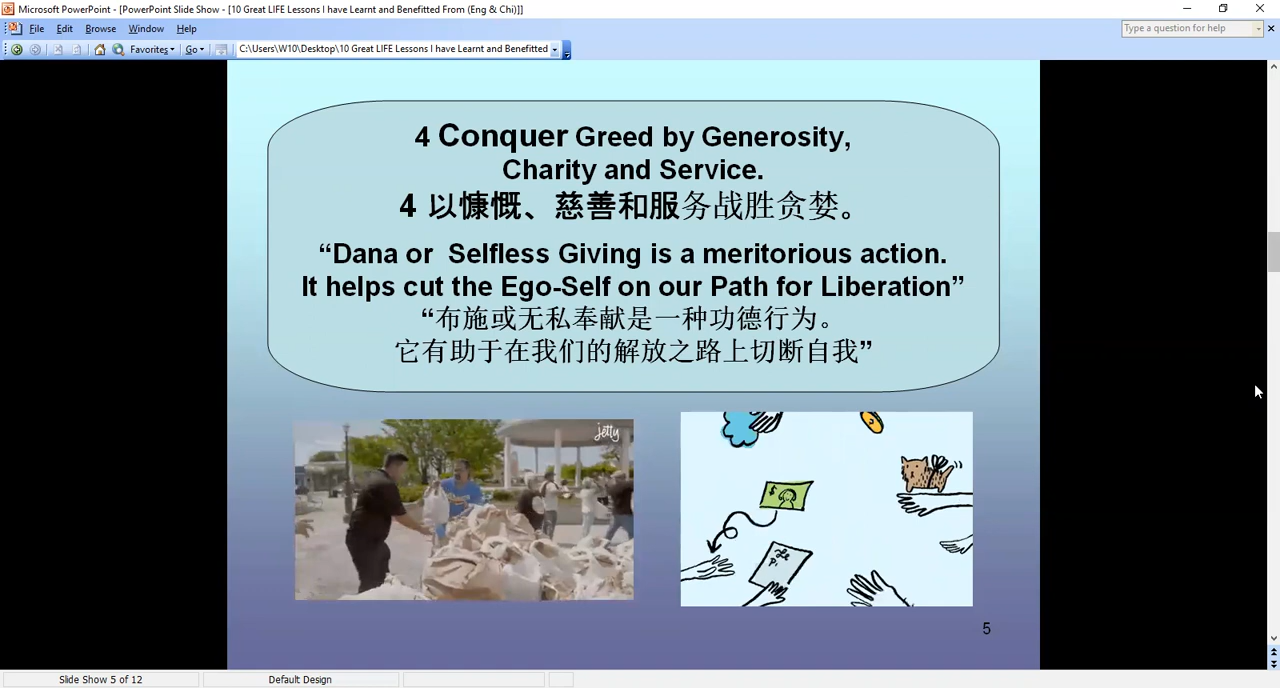 Microsoft PowerPoint - [PowerPoint Slide Show - [10 Great LIFE Lessons I have Learnt and Benefitted From (Eng & Chi)]]
File Edit Browse Window Help
Type a question for help
Favorites Go C:\Users\W10\Desktop\10 Great LIFE Lessons I have Learnt and Benefitted
4 Conquer Greed by Generosity,
Charity and Service.
4 以慷慨、慈善和服务战胜贪婪。
“Dana or Selfless Giving is a meritorious action.
It helps cut the Ego-Self on our Path for Liberation”
“布施或无私奉献是一种功德行为。
它有助于在我们的解放之路上切断自我”
jetty
5
Slide Show 5 of 12 Default Design